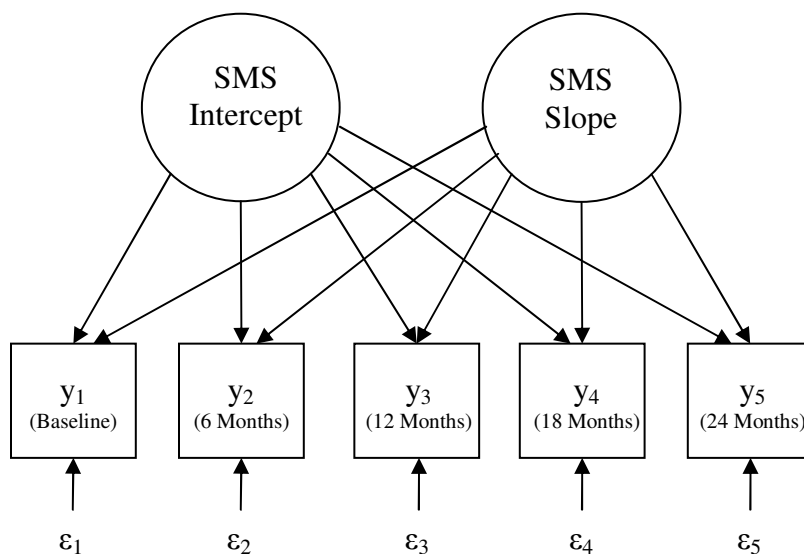 SMS
Intercept
SMS
Slope
y₁
(Baseline)
y₂
(6 Months)
y₃
(12 Months)
y₄
(18 Months)
y₅
(24 Months)
ε₁
ε₂
ε₃
ε₄
ε₅